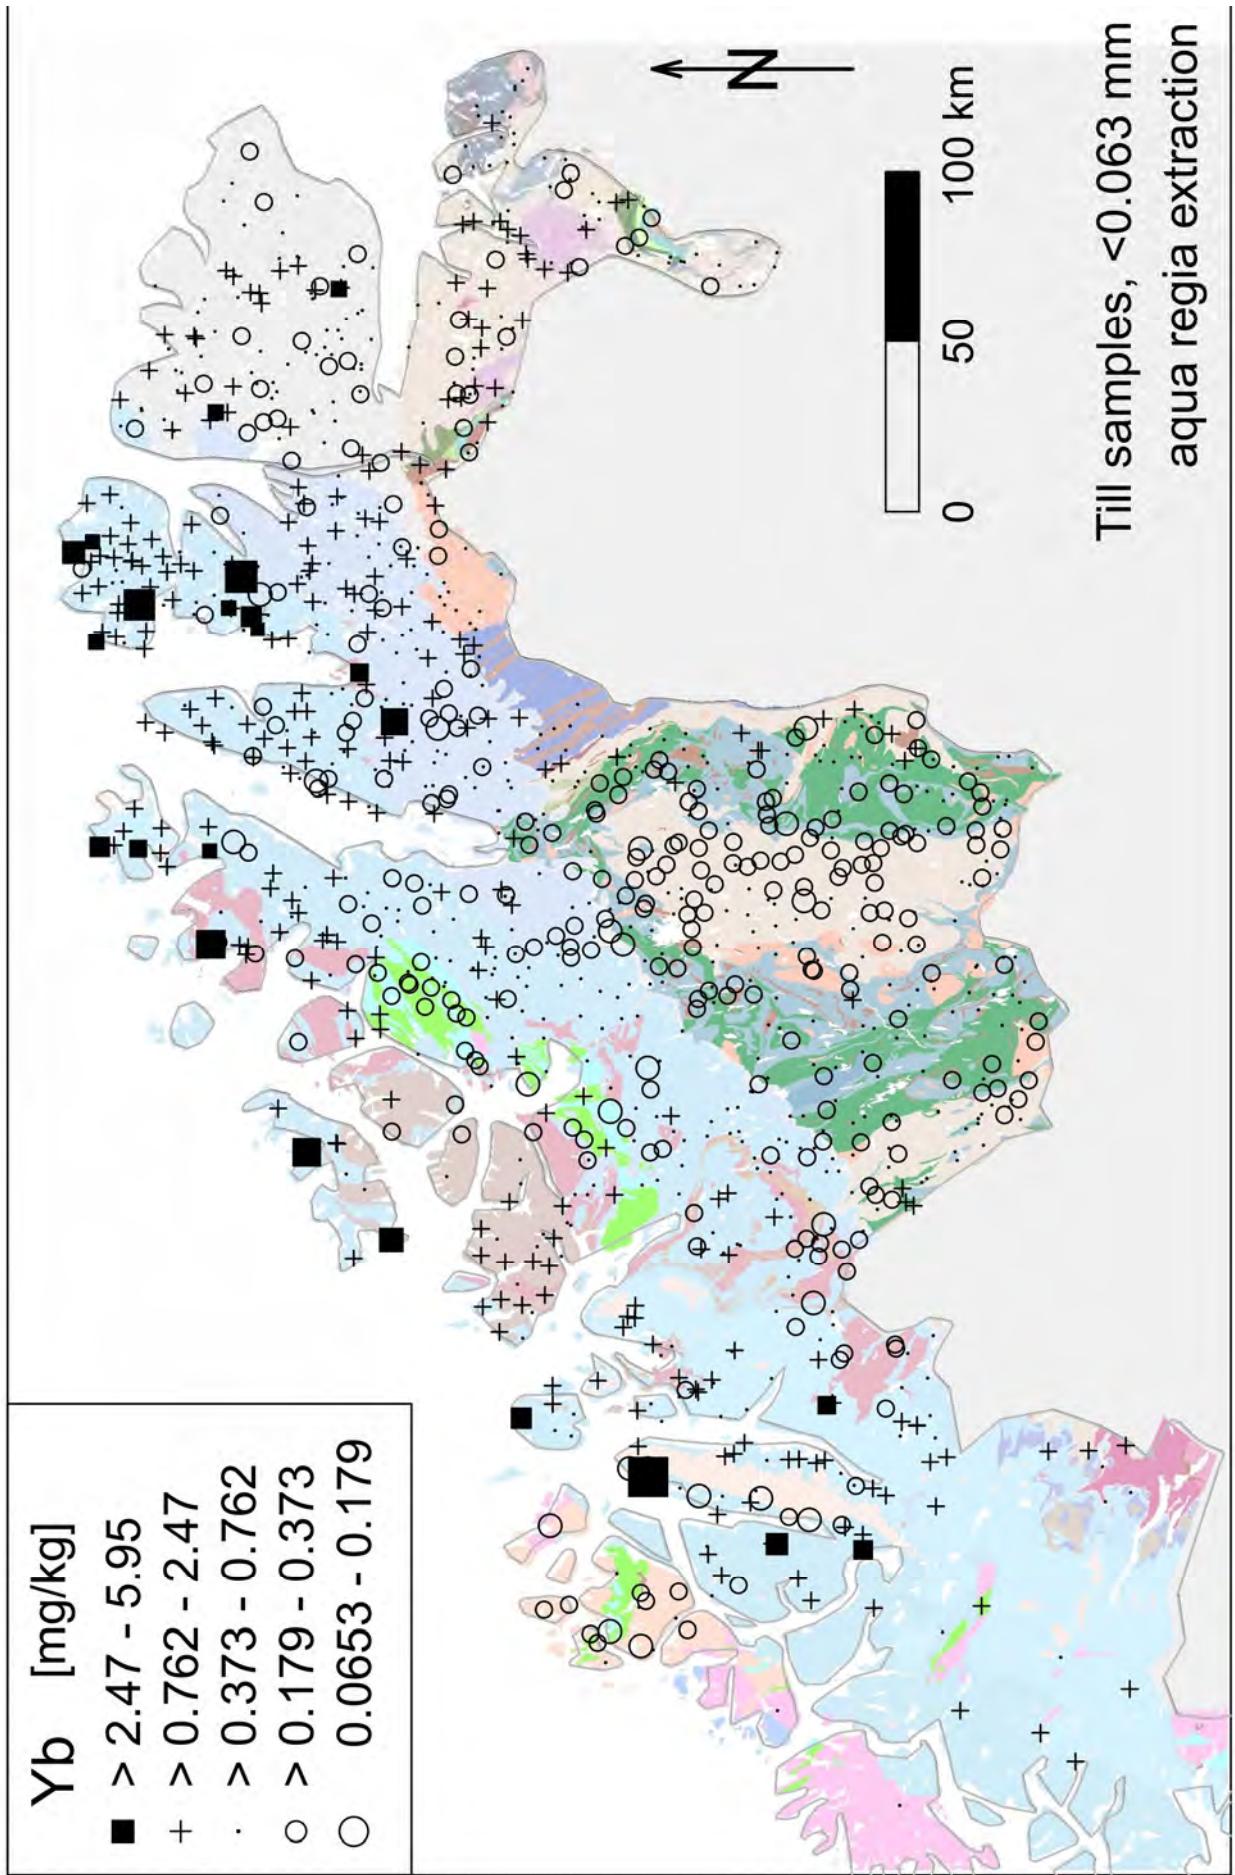 Yb [mg/kg]
> 2.47 - 5.95
> 0.762 - 2.47
> 0.373 - 0.762
> 0.179 - 0.373
0.0653 - 0.179
N
0 50 100 km
Till samples, <0.063 mm
aqua regia extraction